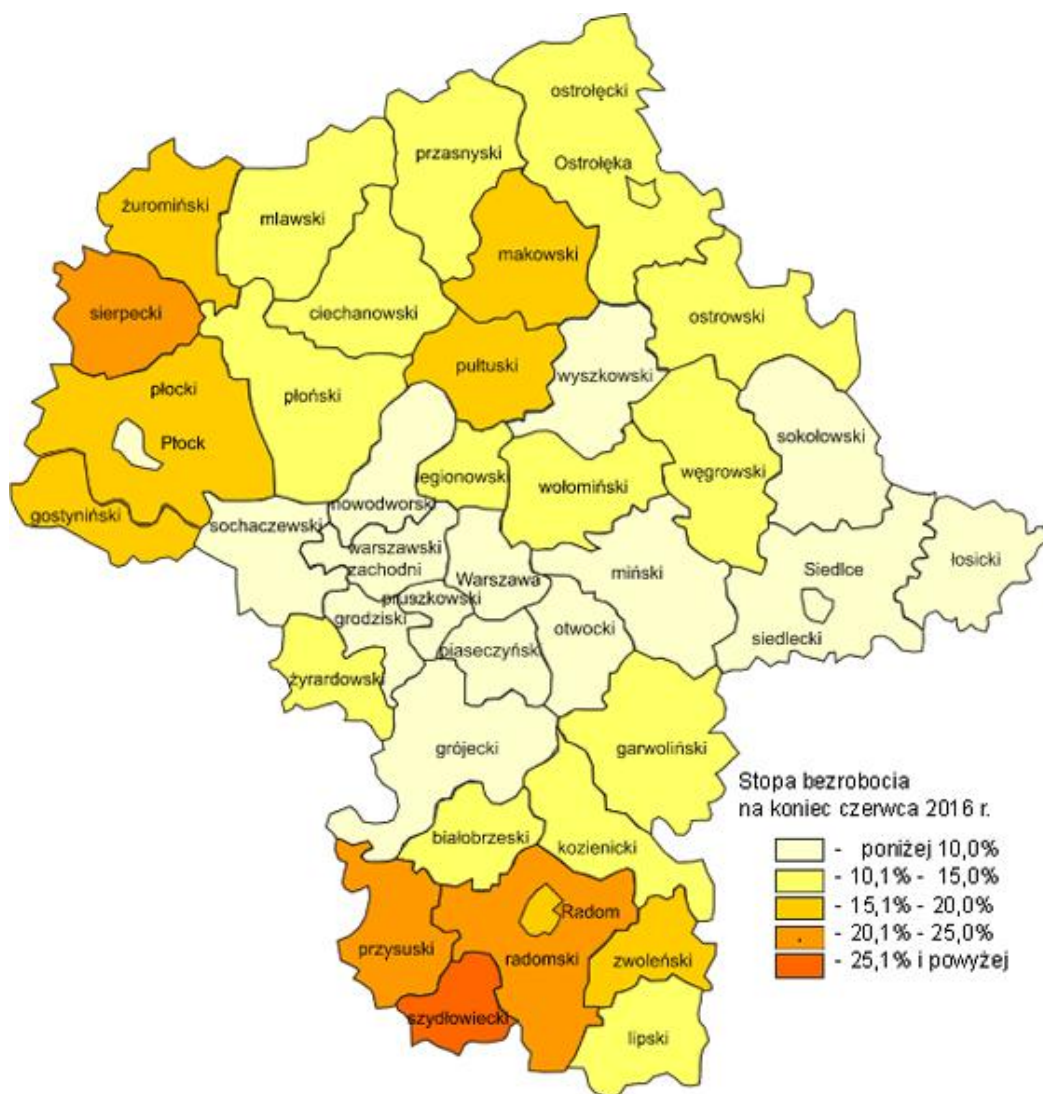 ostrołęcki
przasnyski
Ostrołęka
żuromiński
mlawski
makowski
sierpecki
ciechanowski
ostrowski
płocki
płoński
pułtuski
wyszkowski
Płock
sokołowski
legionowski
wołomiński
węgrowski
gostyniński
nowodworski
sochaczewski
warszawski
zachodni
Warszawa
miński
Siedlce
łosicki
pruszkowski
grodziski
otwocki
siedlecki
piaseczyński
żyrardowski
grójecki
garwoliński
białobrzeski
kozienicki
Radom
przysuski
radomski
zwoleński
szydłowiecki
lipski
Stopa bezrobocia
na koniec czerwca 2016 r.
- poniżej 10,0%
- 10,1% - 15,0%
- 15,1% - 20,0%
- 20,1% - 25,0%
- 25,1% i powyżej